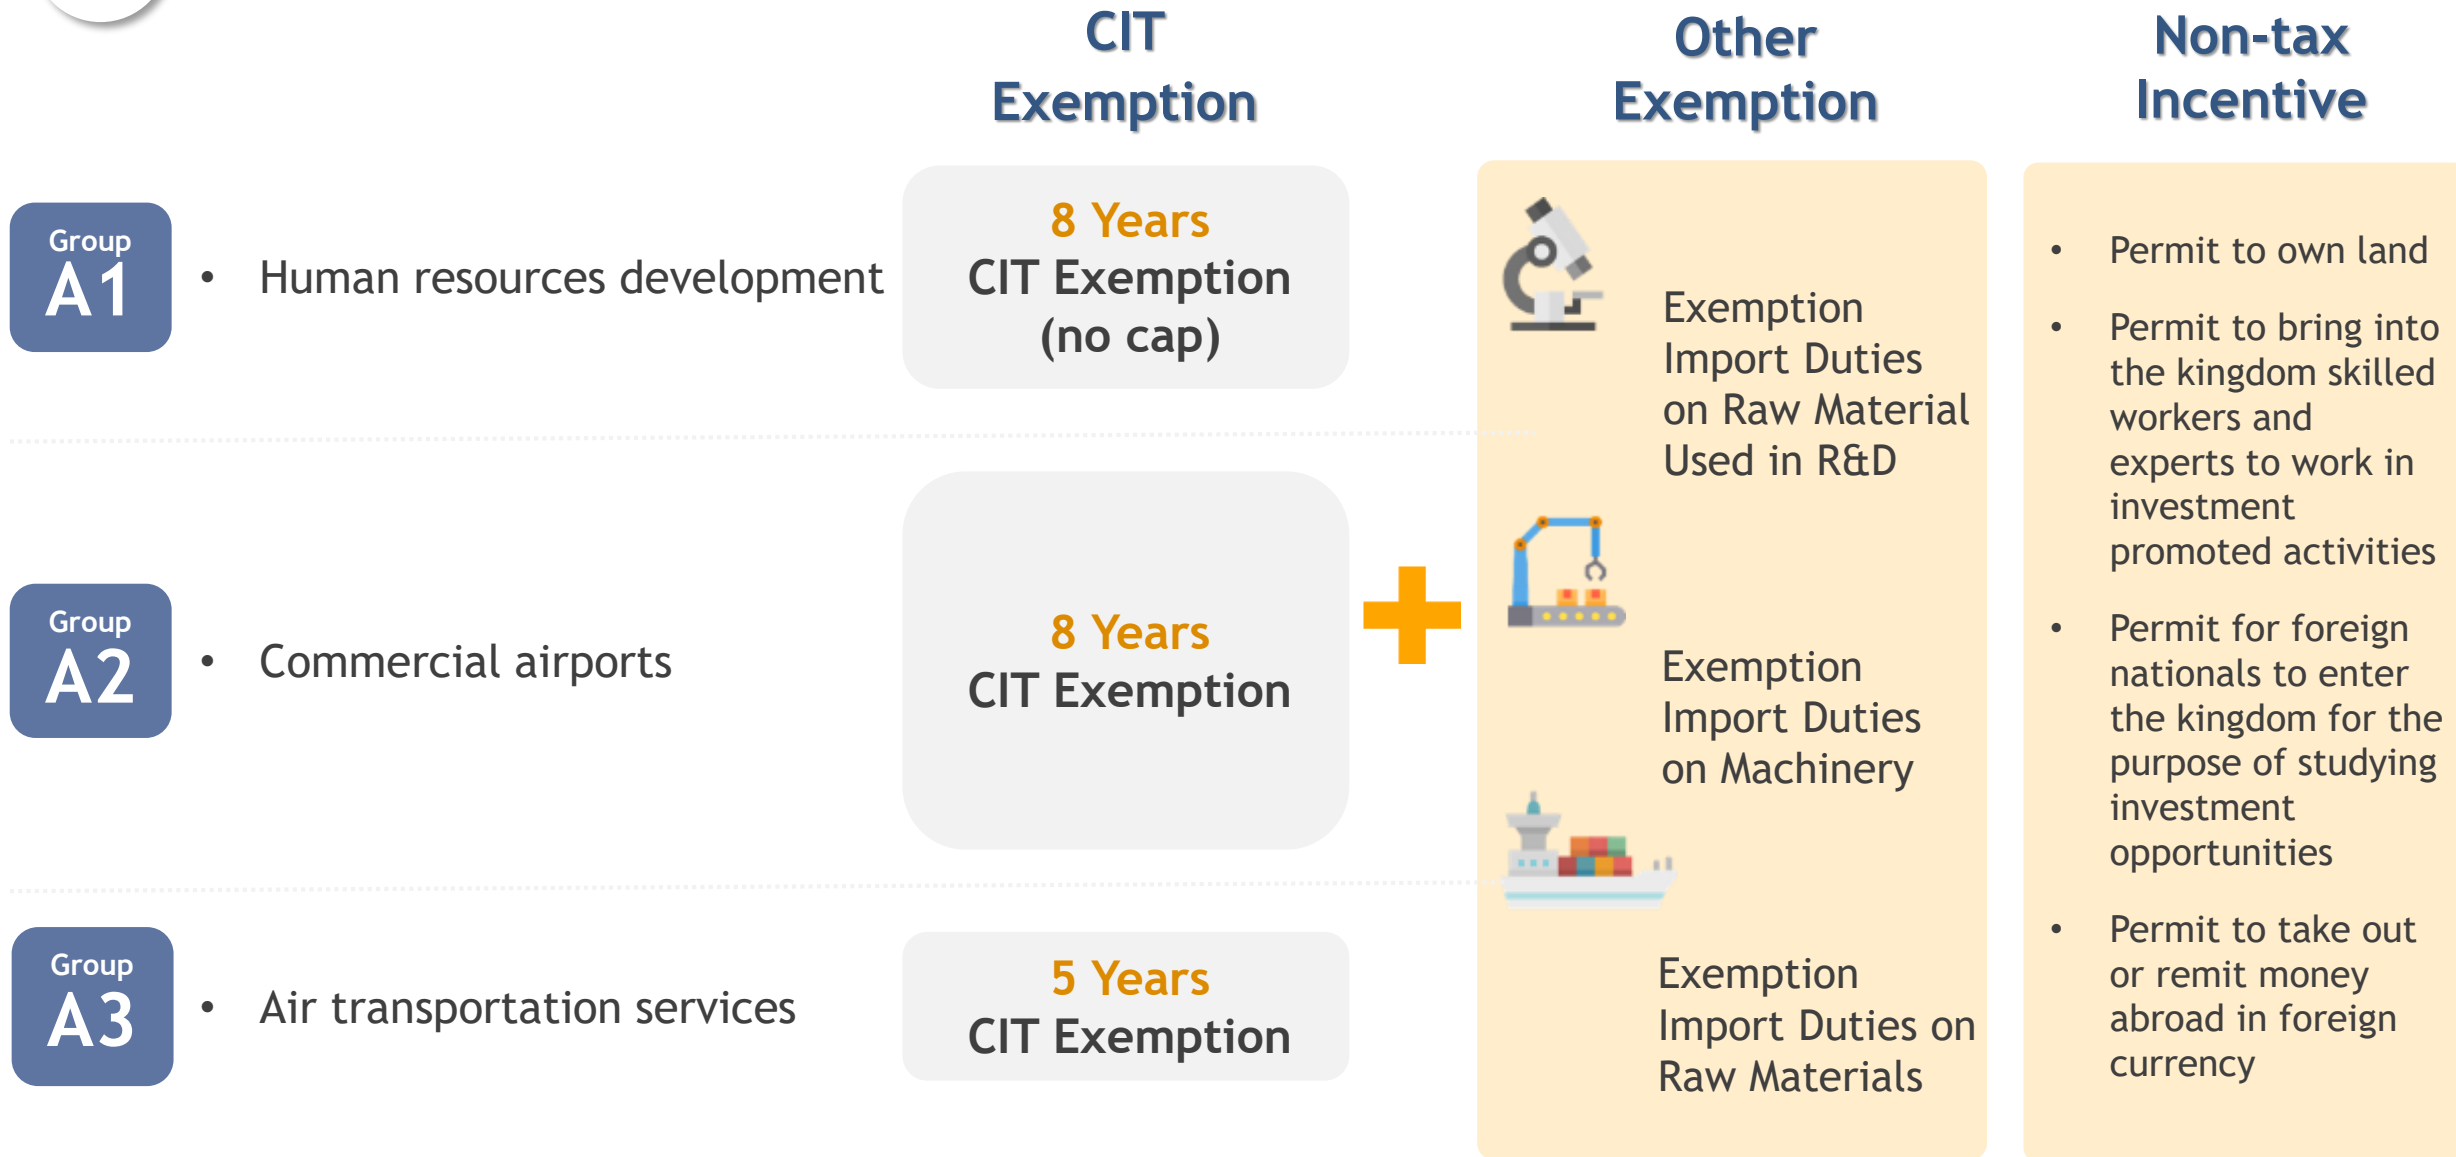 CIT
Exemption
Other
Exemption
Non-tax
Incentive
Group
A1
• Human resources development
8 Years
CIT Exemption
(no cap)
Group
A2
• Commercial airports
8 Years
CIT Exemption
Group
A3
• Air transportation services
5 Years
CIT Exemption
Exemption
Import Duties
on Raw Material
Used in R&D
Exemption
Import Duties
on Machinery
Exemption
Import Duties on
Raw Materials
• Permit to own land
• Permit to bring into
the kingdom skilled
workers and
experts to work in
investment
promoted activities
• Permit for foreign
nationals to enter
the kingdom for the
purpose of studying
investment
opportunities
• Permit to take out
or remit money
abroad in foreign
currency